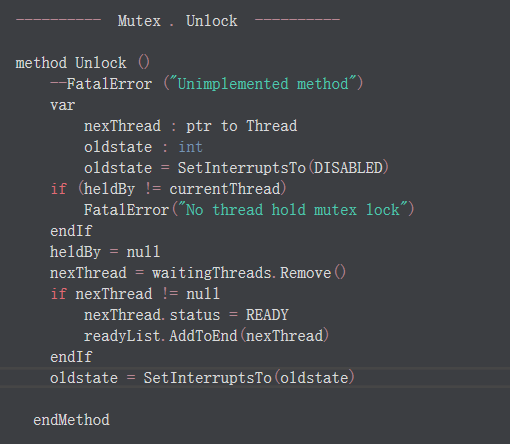 ---------- Mutex . Unlock ----------
method Unlock ()
--FatalError ("Unimplemented method")
var
nexThread : ptr to Thread
oldstate : int
oldstate = SetInterruptsTo(DISABLED)
if (heldBy != currentThread)
FatalError("No thread hold mutex lock")
endIf
heldBy = null
nexThread = waitingThreads.Remove()
if nexThread != null
nexThread.status = READY
readyList.AddToEnd(nexThread)
endIf
oldstate = SetInterruptsTo(oldstate)
endMethod